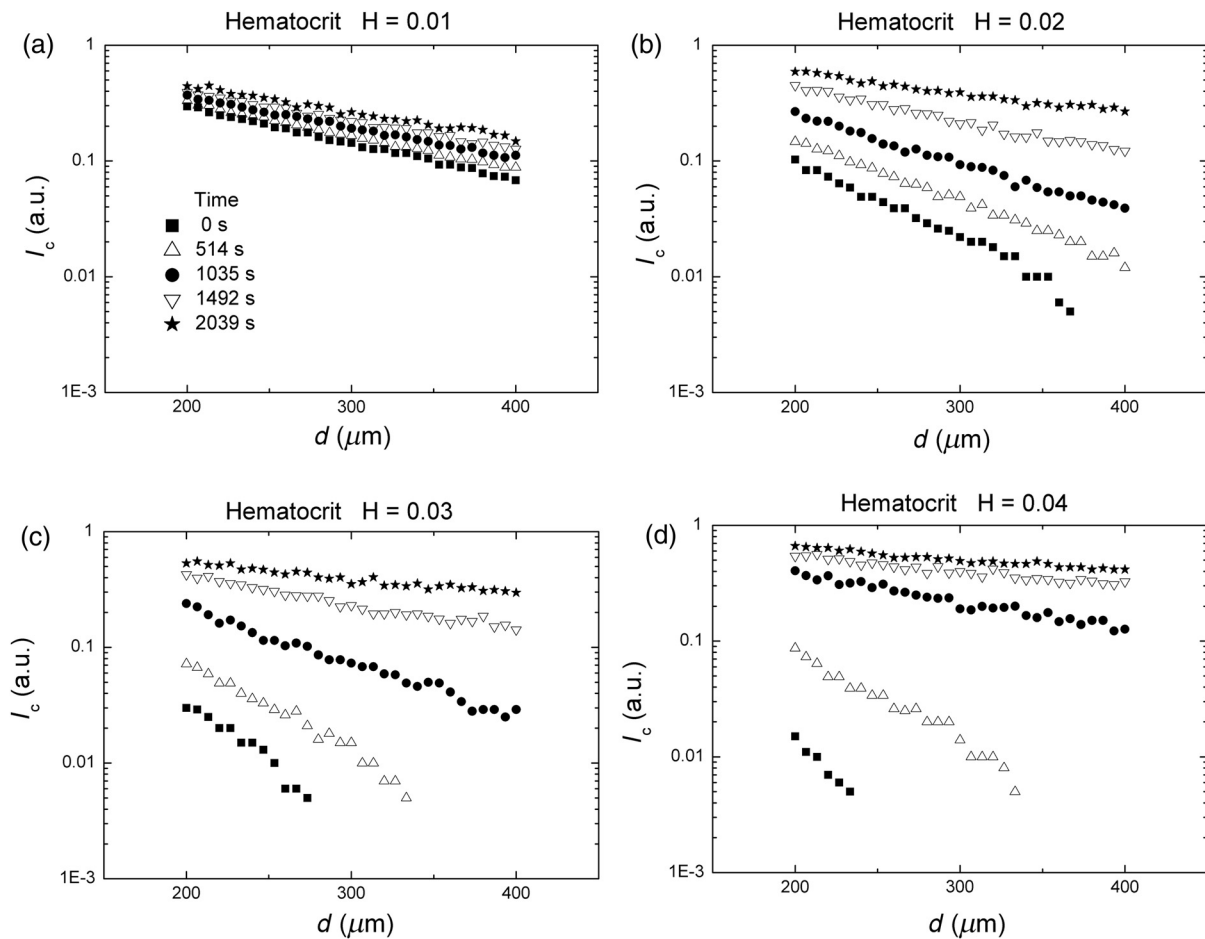 (a)
Hematocrit H = 0.01
1
0.1
0.01
1E-3
I_c (a.u.)
Time
0 s
514 s
1035 s
1492 s
2039 s
200 300 400
d (μm)
(b)
Hematocrit H = 0.02
1
0.1
0.01
1E-3
I_c (a.u.)
200 300 400
d (μm)
(c)
Hematocrit H = 0.03
1
0.1
0.01
1E-3
I_c (a.u.)
200 300 400
d (μm)
(d)
Hematocrit H = 0.04
1
0.1
0.01
1E-3
I_c (a.u.)
200 300 400
d (μm)